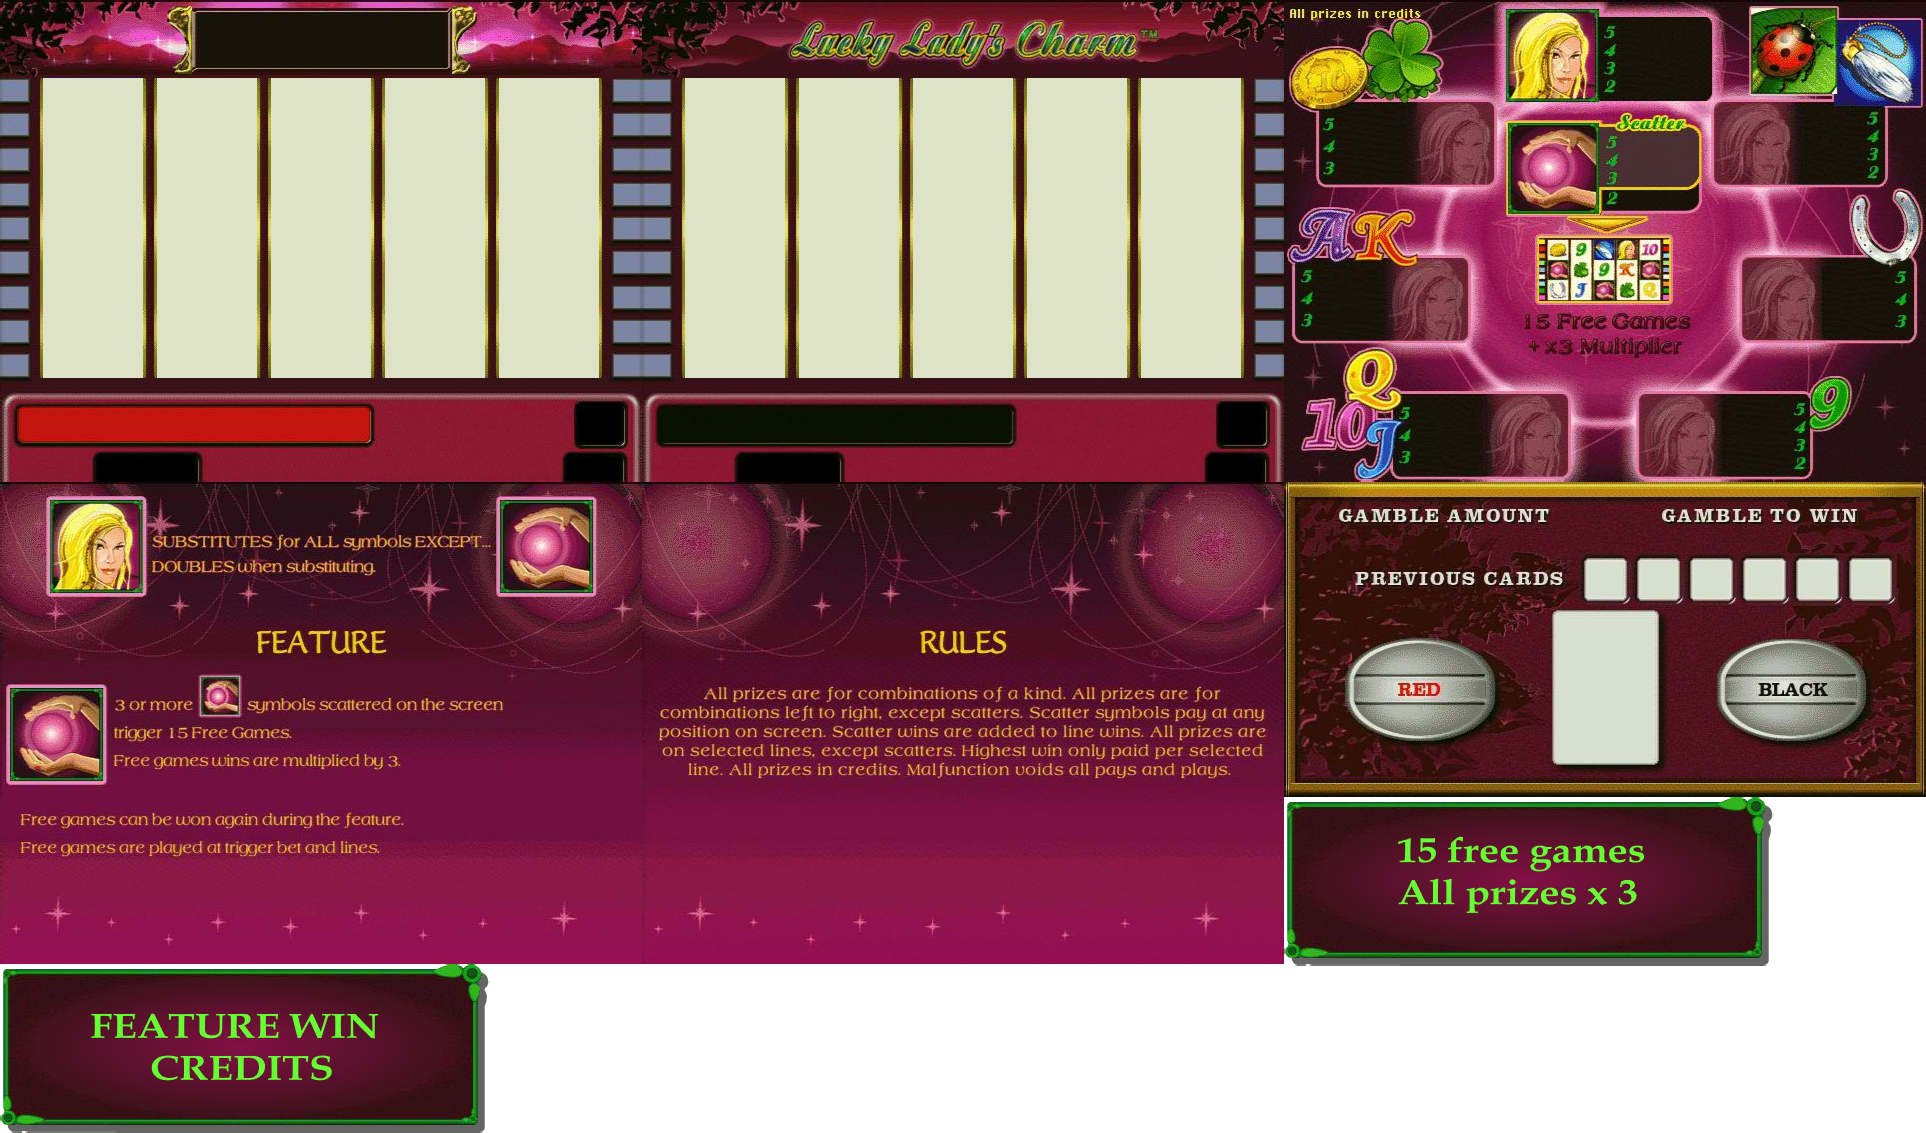 Lucky Lady's Charm™
All prizes in credits
5
4
3
2
Scatter
5
4
3
2
5
4
3
5
4
3
2
A K
5
4
3
5
4
3
9
10
9
K
J
Q
15 Free Games
+ x3 Multiplier
Q
10
J
5
4
3
9
5
4
3
2
SUBSTITUTES for ALL symbols EXCEPT...
DOUBLES when substituting.
FEATURE
3 or more symbols scattered on the screen
trigger 15 Free Games.
Free games wins are multiplied by 3.
Free games can be won again during the feature.
Free games are played at trigger bet and lines.
RULES
All prizes are for combinations of a kind. All prizes are for
combinations left to right, except scatters. Scatter symbols pay at any
position on screen. Scatter wins are added to line wins. All prizes are
on selected lines, except scatters. Highest win only paid per selected
line. All prizes in credits. Malfunction voids all pays and plays.
GAMBLE AMOUNT GAMBLE TO WIN
PREVIOUS CARDS
RED
BLACK
15 free games
All prizes x 3
FEATURE WIN
CREDITS